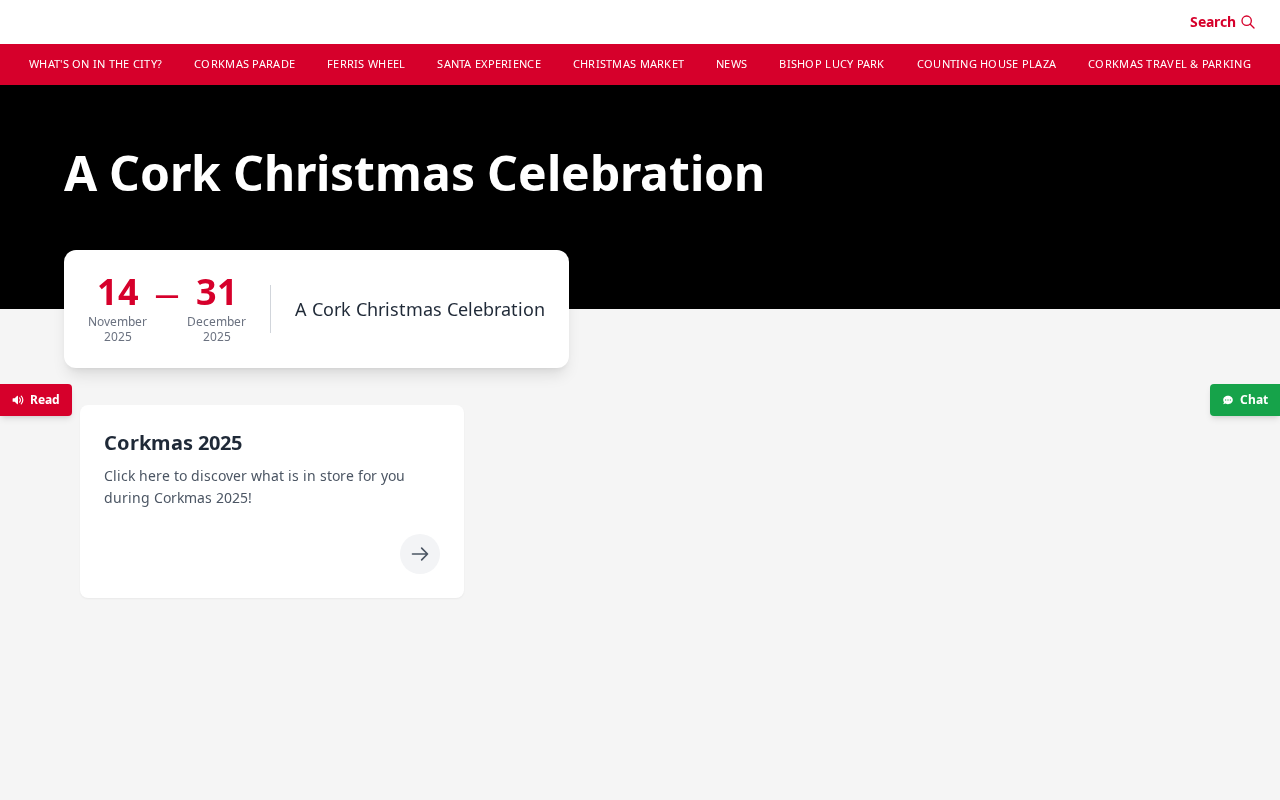 Search
WHAT'S ON IN THE CITY? CORKMAS PARADE FERRIS WHEEL SANTA EXPERIENCE CHRISTMAS MARKET NEWS BISHOP LUCY PARK COUNTING HOUSE PLAZA CORKMAS TRAVEL & PARKING
A Cork Christmas Celebration
14 — 31
November December
2025 2025
A Cork Christmas Celebration
Read
Chat
Corkmas 2025
Click here to discover what is in store for you
during Corkmas 2025!